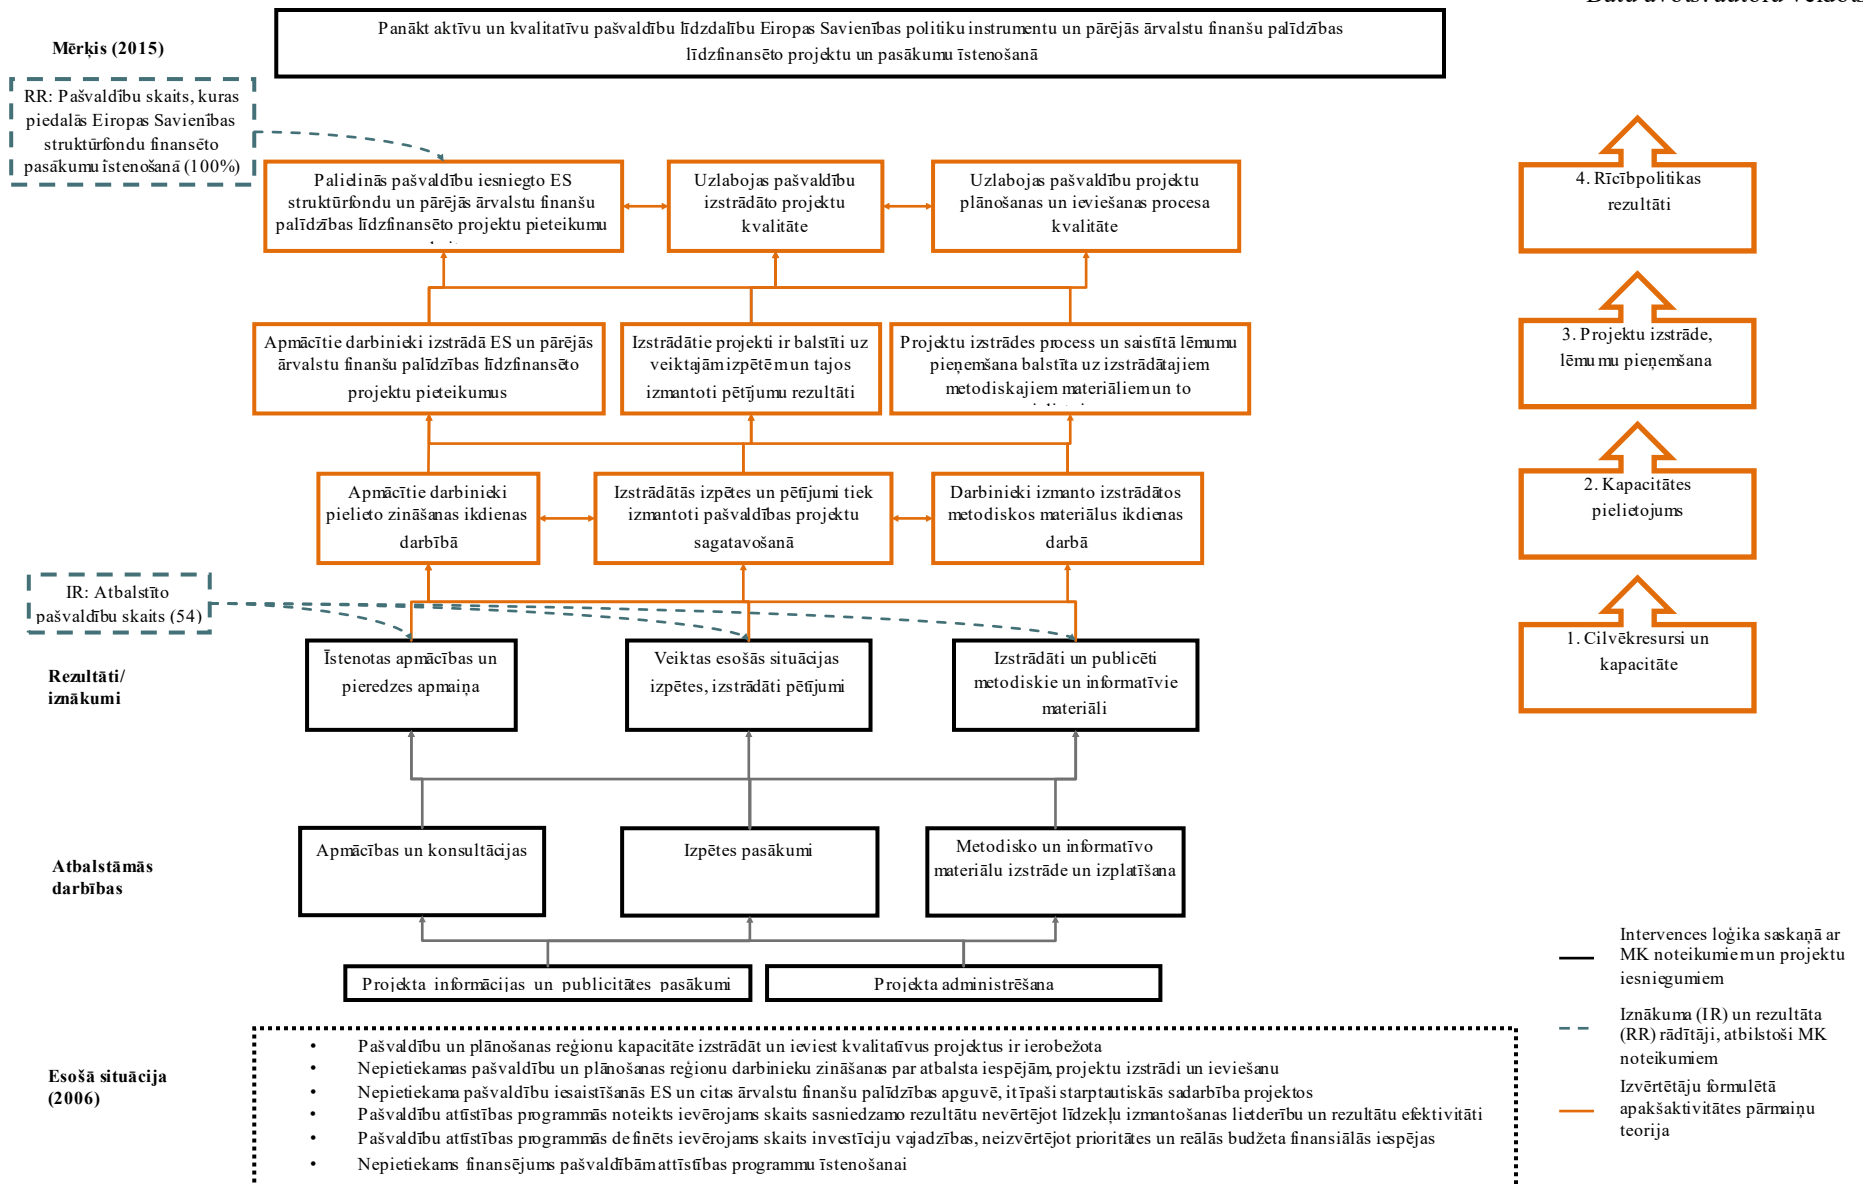 Datu avots: autoru veidots
Mērķis (2015)
Panākt aktīvu un kvalitatīvu pašvaldību līdzdalību Eiropas Savienības politiku instrumentu un pārējās ārvalstu finanšu palīdzības
līdzfinansēto projektu un pasākumu īstenošanā
RR: Pašvaldību skaits, kuras
piedalās Eiropas Savienības
struktūrfondu finansēto
pasākumu īstenošanā (100%)
Palielinās pašvaldību iesniegto ES
struktūrfondu un pārējās ārvalstu finanšu
palīdzības līdzfinansēto projektu pieteikumu
Uzlabojas pašvaldību
izstrādāto projektu
kvalitāte
Uzlabojas pašvaldību projektu
plānošanas un ieviešanas procesa
kvalitāte
4. Rīcībpolitikas
rezultāti
Apmācītie darbinieki izstrādā ES un pārējās
ārvalstu finanšu palīdzības līdzfinansēto
projektu pieteikumus
Izstrādātie projekti ir balstīti uz
veiktajām izpētēm un tajos
izmantoti pētījumu rezultāti
Projektu izstrādes process un saistītā lēmumu
pieņemšana balstīta uz izstrādātajiem
metodiskajiem materiāliem un to
3. Projektu izstrāde,
lēmumu pieņemšana
Apmācītie darbinieki
pielieto zināšanas ikdienas
darbībā
Izstrādātās izpētes un pētījumi tiek
izmantoti pašvaldības projektu
sagatavošanā
Darbinieki izmanto izstrādātos
metodiskos materiālus ikdienas
darbā
2. Kapacitātes
pielietojums
IR: Atbalstīto
pašvaldību skaits (54)
Rezultāti/
iznākumi
Īstenotas apmācības un
pieredzes apmaiņa
Veiktas esošās situācijas
izpētes, izstrādāti pētījumi
Izstrādāti un publicēti
metodiskie un informatīvie
materiāli
1. Cilvēkresursi un
kapacitāte
Atbalstāmās
darbības
Apmācības un konsultācijas
Izpētes pasākumi
Metodisko un informatīvo
materiālu izstrāde un izplatīšana
Projekta informācijas un publicitātes pasākumi
Projekta administrēšana
Intervences loģika saskaņā ar
MK noteikumiem un projektu
iesniegumiem
Iznākuma (IR) un rezultāta
(RR) rādītāji, atbilstoši MK
noteikumiem
Izvērtētāju formulētā
apakšaktivitātes pārmaiņu
teorija
Esošā situācija
(2006)
• Pašvaldību un plānošanas reģionu kapacitāte izstrādāt un ieviest kvalitatīvus projektus ir ierobežota
• Nepietiekamas pašvaldību un plānošanas reģionu darbinieku zināšanas par atbalsta iespējām, projektu izstrādi un ieviešanu
• Nepietiekama pašvaldību iesaistīšanās ES un citas ārvalstu finanšu palīdzības apguvē, it īpaši starptautiskās sadarbība projektos
• Pašvaldību attīstības programmās noteikts ievērojams skaits sasniedzamo rezultātu nevērtējot līdzekļu izmantošanas lietderību un rezultātu efektivitāti
• Pašvaldību attīstības programmās definēts ievērojams skaits investīciju vajadzības, neizvērtējot prioritātes un reālās budžeta finansiālās iespējas
• Nepietiekams finansējums pašvaldībām attīstības programmu īstenošanai